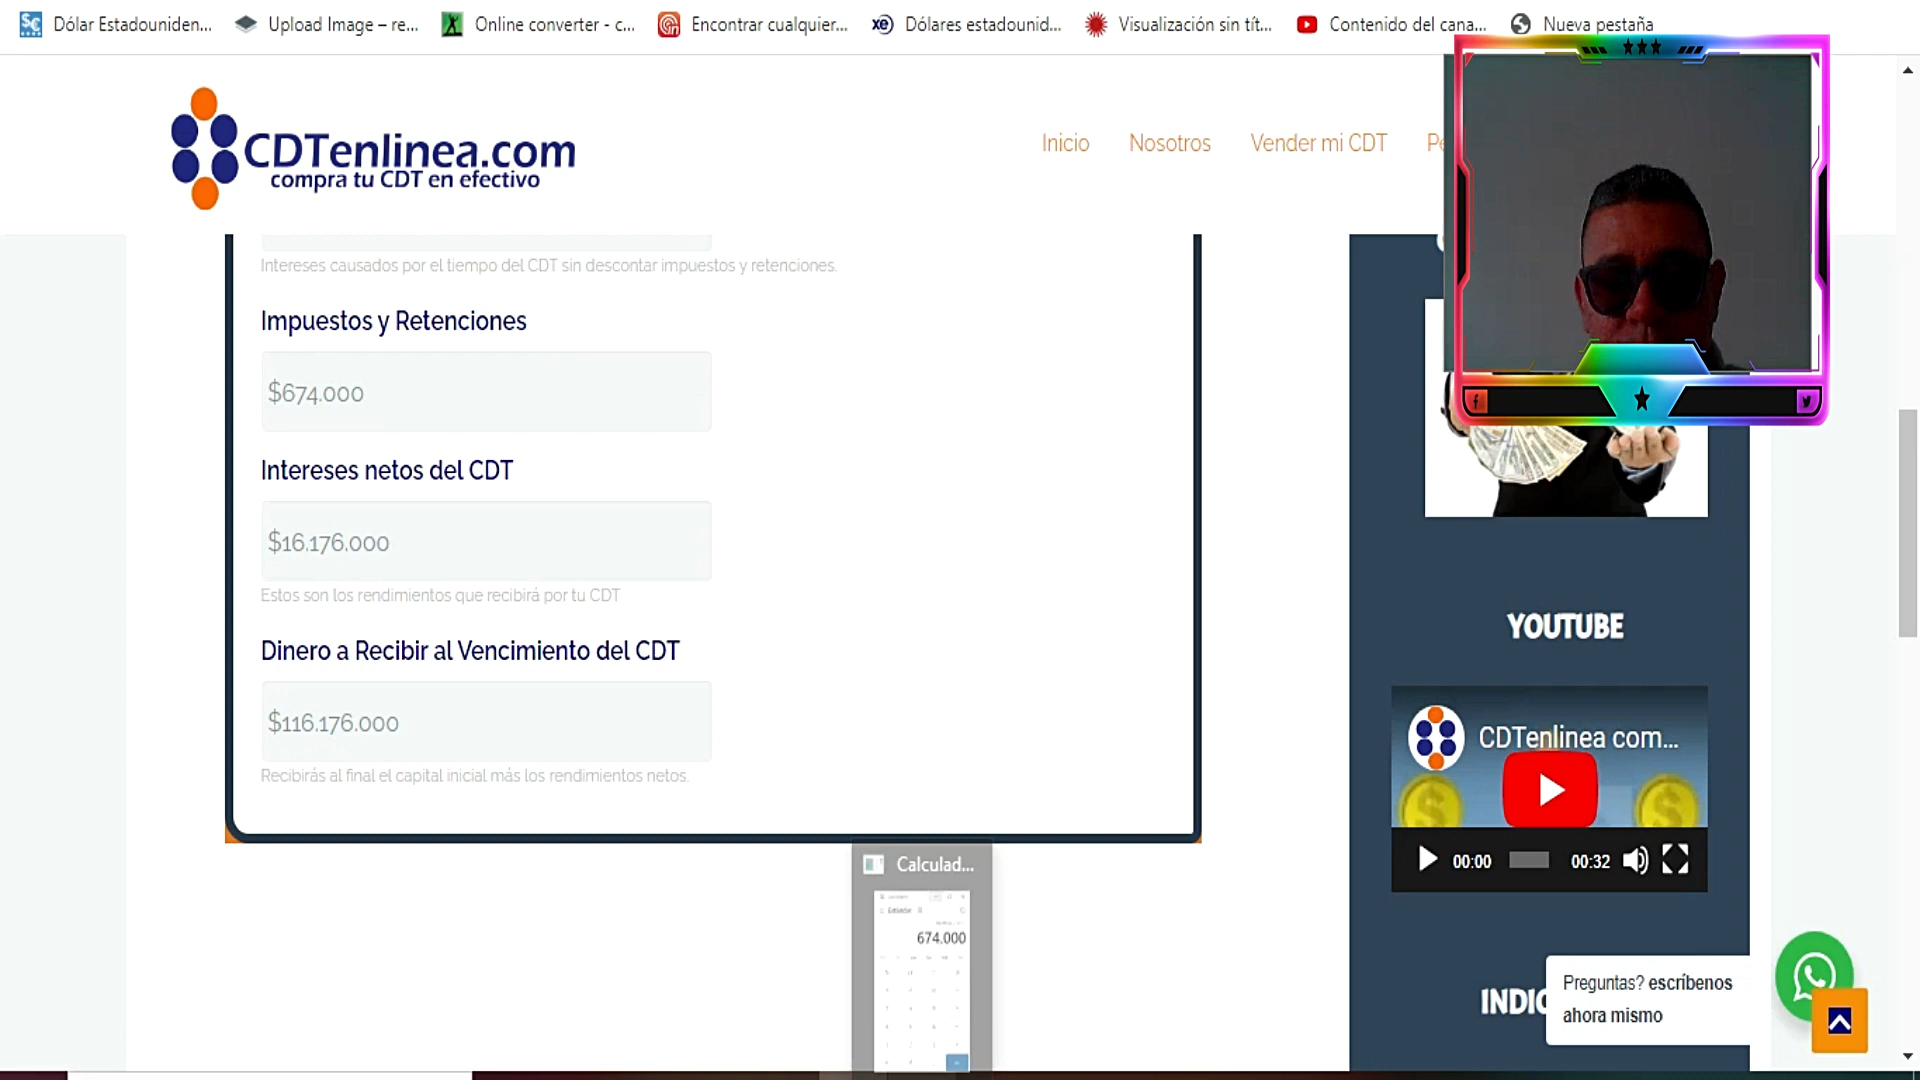 Dólar Estadouniden...
Upload Image – re...
Online converter - c...
Encontrar cualquier...
Dólares estadounid...
Visualización sin tít...
Contenido del cana...
Nueva pestaña
CDTenlinea.com
compra tu CDT en efectivo
Inicio
Nosotros
Vender mi CDT
Intereses causados por el tiempo del CDT sin descontar impuestos y retenciones.
Impuestos y Retenciones
$674.000
Intereses netos del CDT
$16.176.000
Estos son los rendimientos que recibirá por tu CDT
Dinero a Recibir al Vencimiento del CDT
$116.176.000
Recibirás al final el capital inicial más los rendimientos netos.
Calculad...
674.000
YOUTUBE
CDTenlinea com...
00:00
00:32
Preguntas? escríbenos
ahora mismo